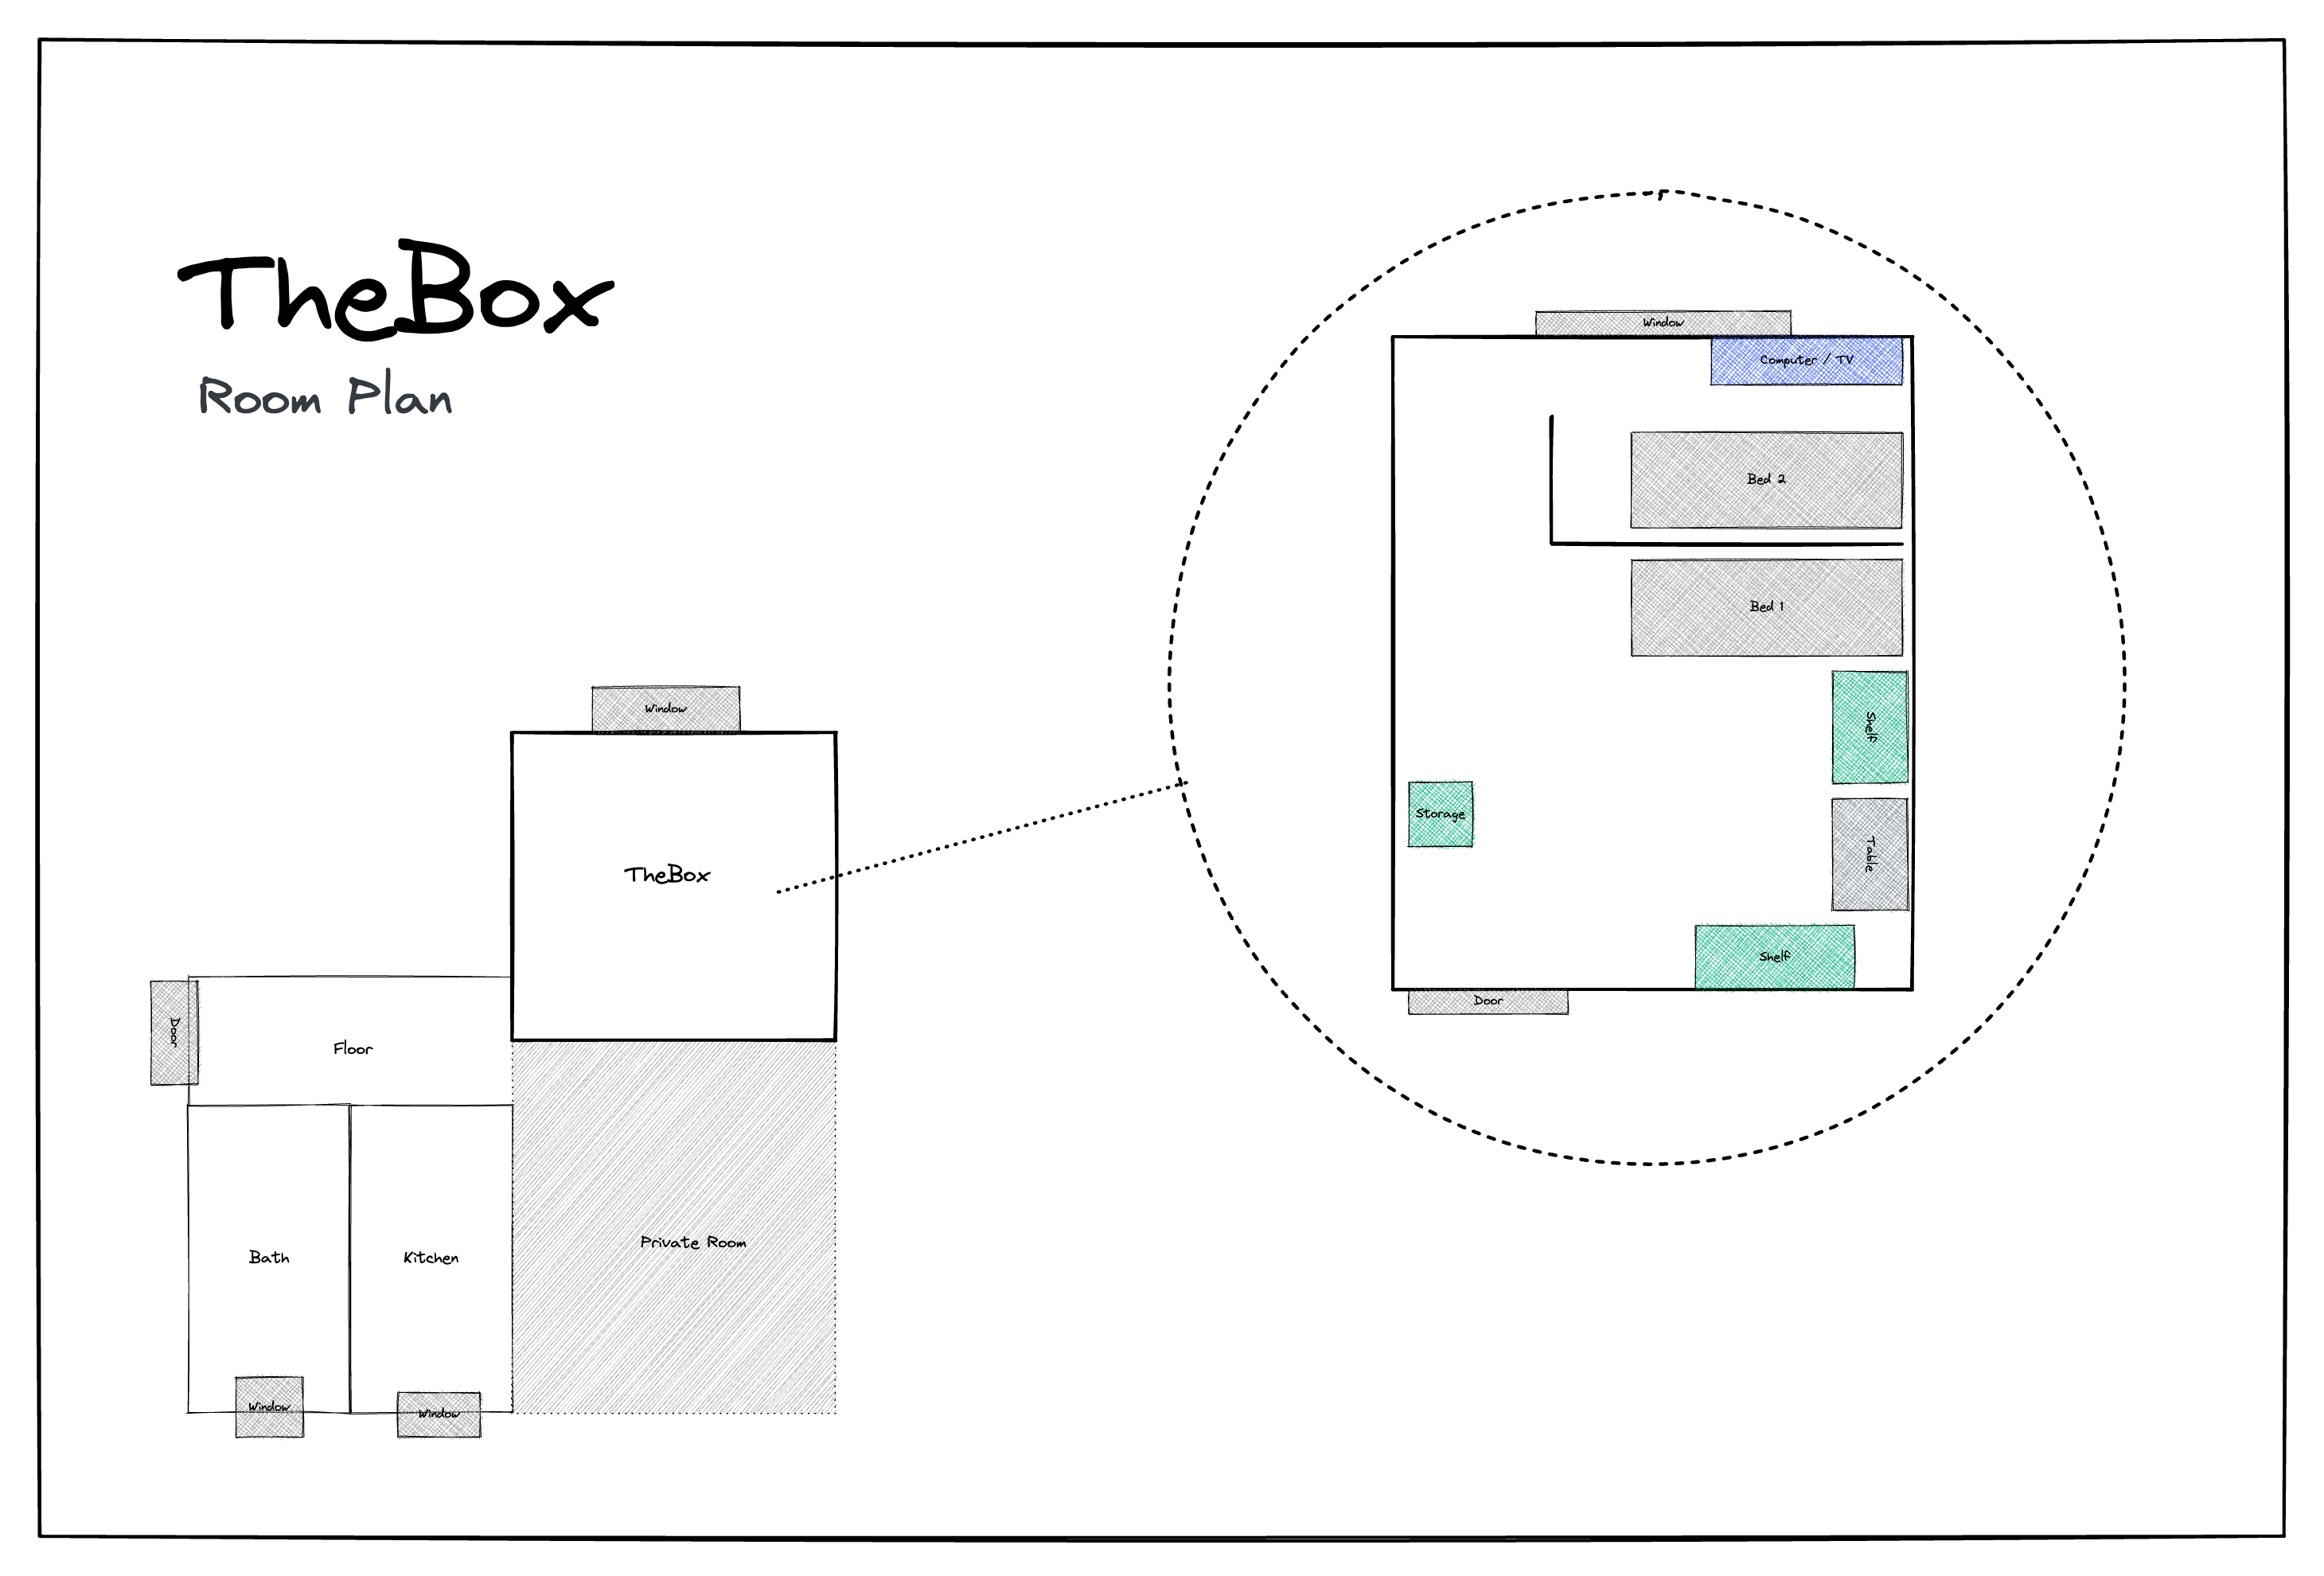 TheBox
Room Plan
Window
Computer / TV
Bed 2
Bed 1
Shelf
Storage
Table
Shelf
Door
Window
TheBox
Door
Floor
Bath
Kitchen
Private Room
Window
Window